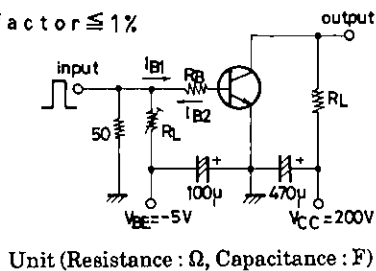 actor≦1%
output
input
IB1
RB
IB2
RL
50
RL
100μ
470μ
VBE=-5V
VCC=200V
Unit (Resistance : Ω, Capacitance : F)